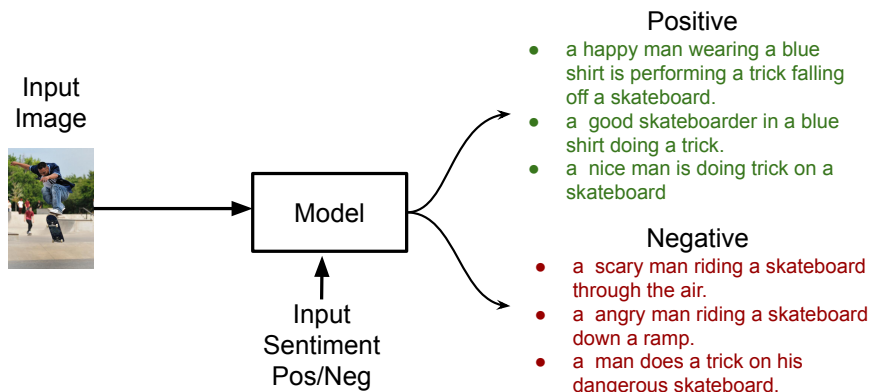 Input
Image
Model
Input
Sentiment
Pos/Neg
Positive
● a happy man wearing a blue
shirt is performing a trick falling
off a skateboard.
● a good skateboarder in a blue
shirt doing a trick.
● a nice man is doing trick on a
skateboard
Negative
● a scary man riding a skateboard
through the air.
● a angry man riding a skateboard
down a ramp.
● a man does a trick on his
dangerous skateboard.